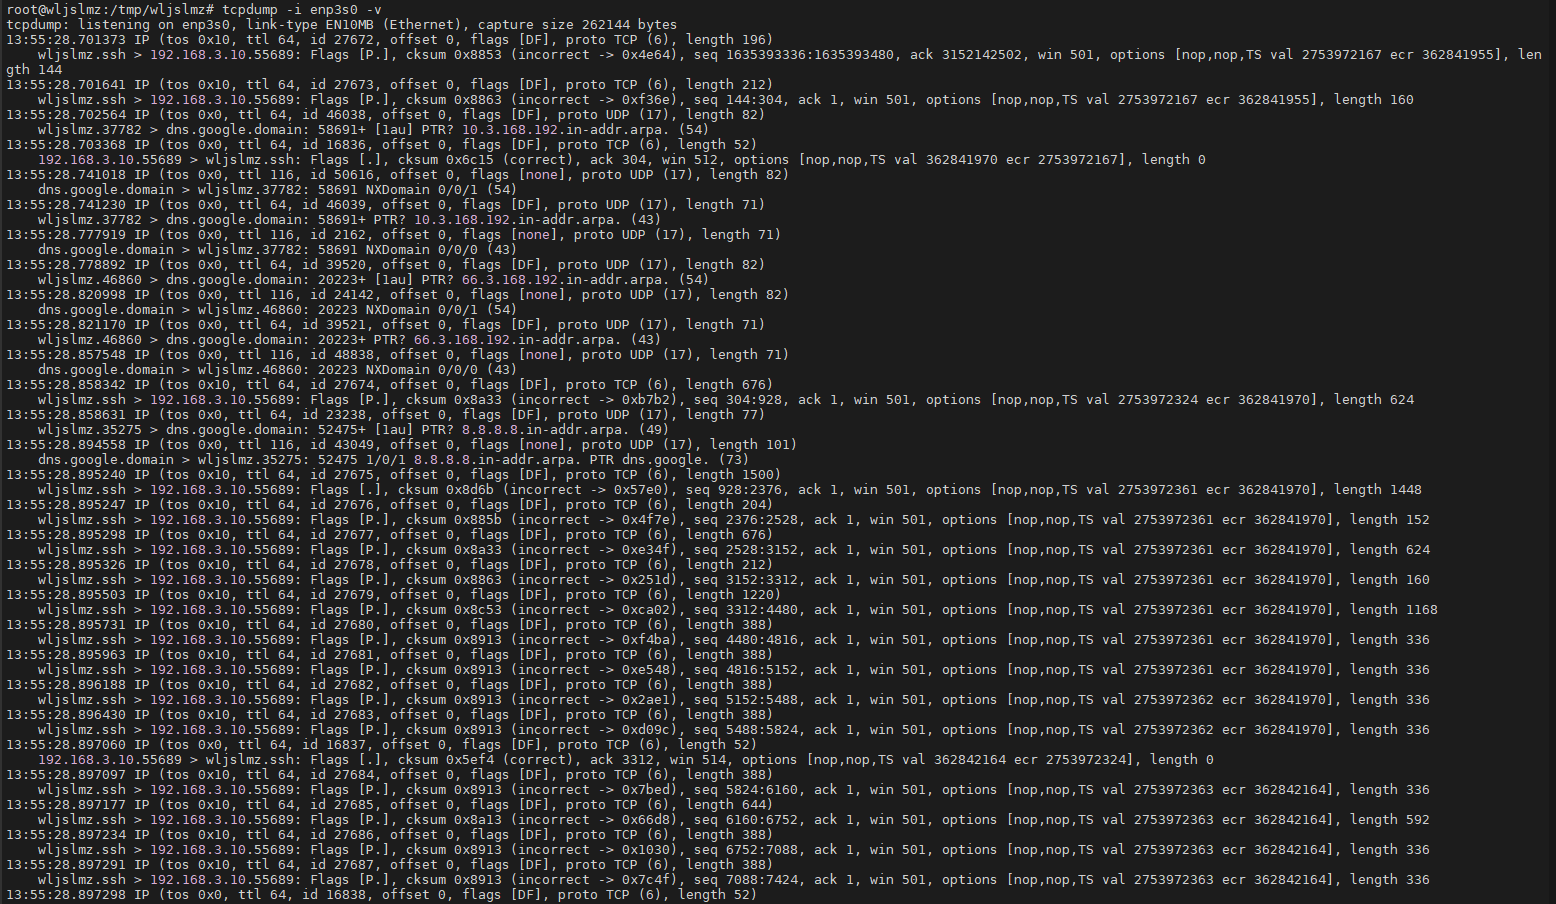 root@wljslmz:/tmp/wljslmz# tcpdump -i enp3s0 -v
tcpdump: listening on enp3s0, link-type EN10MB (Ethernet), capture size 262144 bytes
13:55:28.701373 IP (tos 0x10, ttl 64, id 27672, offset 0, flags [DF], proto TCP (6), length 196)
    wljslmz.ssh > 192.168.3.10.55689: Flags [P.], cksum 0x8853 (incorrect -> 0x4e64), seq 1635393336:1635393480, ack 3152142502, win 501, options [nop,nop,TS val 2753972167 ecr 362841955], len
gth 144
13:55:28.701641 IP (tos 0x10, ttl 64, id 27673, offset 0, flags [DF], proto TCP (6), length 212)
    wljslmz.ssh > 192.168.3.10.55689: Flags [P.], cksum 0x8863 (incorrect -> 0xf36e), seq 144:304, ack 1, win 501, options [nop,nop,TS val 2753972167 ecr 362841955], length 160
13:55:28.702564 IP (tos 0x0, ttl 64, id 46038, offset 0, flags [DF], proto UDP (17), length 82)
    wljslmz.37782 > dns.google.domain: 58691+ [1au] PTR? 10.3.168.192.in-addr.arpa. (54)
13:55:28.703368 IP (tos 0x0, ttl 64, id 16836, offset 0, flags [DF], proto TCP (6), length 52)
    192.168.3.10.55689 > wljslmz.ssh: Flags [.], cksum 0x6c15 (correct), ack 304, win 512, options [nop,nop,TS val 362841970 ecr 2753972167], length 0
13:55:28.741018 IP (tos 0x0, ttl 116, id 50616, offset 0, flags [none], proto UDP (17), length 82)
    dns.google.domain > wljslmz.37782: 58691 NXDomain 0/0/1 (54)
13:55:28.741230 IP (tos 0x0, ttl 64, id 46039, offset 0, flags [DF], proto UDP (17), length 71)
    wljslmz.37782 > dns.google.domain: 58691+ PTR? 10.3.168.192.in-addr.arpa. (43)
13:55:28.777919 IP (tos 0x0, ttl 116, id 2162, offset 0, flags [none], proto UDP (17), length 71)
    dns.google.domain > wljslmz.37782: 58691 NXDomain 0/0/0 (43)
13:55:28.778892 IP (tos 0x0, ttl 64, id 39520, offset 0, flags [DF], proto UDP (17), length 82)
    wljslmz.46860 > dns.google.domain: 20223+ [1au] PTR? 66.3.168.192.in-addr.arpa. (54)
13:55:28.820998 IP (tos 0x0, ttl 116, id 24142, offset 0, flags [none], proto UDP (17), length 82)
    dns.google.domain > wljslmz.46860: 20223 NXDomain 0/0/1 (54)
13:55:28.821170 IP (tos 0x0, ttl 64, id 39521, offset 0, flags [DF], proto UDP (17), length 71)
    wljslmz.46860 > dns.google.domain: 20223+ PTR? 66.3.168.192.in-addr.arpa. (43)
13:55:28.857548 IP (tos 0x0, ttl 116, id 48838, offset 0, flags [none], proto UDP (17), length 71)
    dns.google.domain > wljslmz.46860: 20223 NXDomain 0/0/0 (43)
13:55:28.858342 IP (tos 0x10, ttl 64, id 27674, offset 0, flags [DF], proto TCP (6), length 676)
    wljslmz.ssh > 192.168.3.10.55689: Flags [P.], cksum 0x8a33 (incorrect -> 0xb7b2), seq 304:928, ack 1, win 501, options [nop,nop,TS val 2753972324 ecr 362841970], length 624
13:55:28.858631 IP (tos 0x0, ttl 64, id 23238, offset 0, flags [DF], proto UDP (17), length 77)
    wljslmz.35275 > dns.google.domain: 52475+ [1au] PTR? 8.8.8.8.in-addr.arpa. (49)
13:55:28.894558 IP (tos 0x0, ttl 116, id 43049, offset 0, flags [none], proto UDP (17), length 101)
    dns.google.domain > wljslmz.35275: 52475 1/0/1 8.8.8.8.in-addr.arpa. PTR dns.google. (73)
13:55:28.895240 IP (tos 0x10, ttl 64, id 27675, offset 0, flags [DF], proto TCP (6), length 1500)
    wljslmz.ssh > 192.168.3.10.55689: Flags [.], cksum 0x8d6b (incorrect -> 0x57e0), seq 928:2376, ack 1, win 501, options [nop,nop,TS val 2753972361 ecr 362841970], length 1448
13:55:28.895247 IP (tos 0x10, ttl 64, id 27676, offset 0, flags [DF], proto TCP (6), length 204)
    wljslmz.ssh > 192.168.3.10.55689: Flags [P.], cksum 0x885b (incorrect -> 0x4f7e), seq 2376:2528, ack 1, win 501, options [nop,nop,TS val 2753972361 ecr 362841970], length 152
13:55:28.895298 IP (tos 0x10, ttl 64, id 27677, offset 0, flags [DF], proto TCP (6), length 676)
    wljslmz.ssh > 192.168.3.10.55689: Flags [P.], cksum 0x8a33 (incorrect -> 0xe34f), seq 2528:3152, ack 1, win 501, options [nop,nop,TS val 2753972361 ecr 362841970], length 624
13:55:28.895326 IP (tos 0x10, ttl 64, id 27678, offset 0, flags [DF], proto TCP (6), length 212)
    wljslmz.ssh > 192.168.3.10.55689: Flags [P.], cksum 0x8863 (incorrect -> 0x251d), seq 3152:3312, ack 1, win 501, options [nop,nop,TS val 2753972361 ecr 362841970], length 160
13:55:28.895503 IP (tos 0x10, ttl 64, id 27679, offset 0, flags [DF], proto TCP (6), length 1220)
    wljslmz.ssh > 192.168.3.10.55689: Flags [P.], cksum 0x8c53 (incorrect -> 0xca02), seq 3312:4480, ack 1, win 501, options [nop,nop,TS val 2753972361 ecr 362841970], length 1168
13:55:28.895731 IP (tos 0x10, ttl 64, id 27680, offset 0, flags [DF], proto TCP (6), length 388)
    wljslmz.ssh > 192.168.3.10.55689: Flags [P.], cksum 0x8913 (incorrect -> 0xf4ba), seq 4480:4816, ack 1, win 501, options [nop,nop,TS val 2753972361 ecr 362841970], length 336
13:55:28.895963 IP (tos 0x10, ttl 64, id 27681, offset 0, flags [DF], proto TCP (6), length 388)
    wljslmz.ssh > 192.168.3.10.55689: Flags [P.], cksum 0x8913 (incorrect -> 0xe548), seq 4816:5152, ack 1, win 501, options [nop,nop,TS val 2753972361 ecr 362841970], length 336
13:55:28.896188 IP (tos 0x10, ttl 64, id 27682, offset 0, flags [DF], proto TCP (6), length 388)
    wljslmz.ssh > 192.168.3.10.55689: Flags [P.], cksum 0x8913 (incorrect -> 0x2ae1), seq 5152:5488, ack 1, win 501, options [nop,nop,TS val 2753972362 ecr 362841970], length 336
13:55:28.896430 IP (tos 0x10, ttl 64, id 27683, offset 0, flags [DF], proto TCP (6), length 388)
    wljslmz.ssh > 192.168.3.10.55689: Flags [P.], cksum 0x8913 (incorrect -> 0xd09c), seq 5488:5824, ack 1, win 501, options [nop,nop,TS val 2753972362 ecr 362841970], length 336
13:55:28.897060 IP (tos 0x0, ttl 64, id 16837, offset 0, flags [DF], proto TCP (6), length 52)
    192.168.3.10.55689 > wljslmz.ssh: Flags [.], cksum 0x5ef4 (correct), ack 3312, win 514, options [nop,nop,TS val 362842164 ecr 2753972324], length 0
13:55:28.897097 IP (tos 0x10, ttl 64, id 27684, offset 0, flags [DF], proto TCP (6), length 388)
    wljslmz.ssh > 192.168.3.10.55689: Flags [P.], cksum 0x8913 (incorrect -> 0x7bed), seq 5824:6160, ack 1, win 501, options [nop,nop,TS val 2753972363 ecr 362842164], length 336
13:55:28.897177 IP (tos 0x10, ttl 64, id 27685, offset 0, flags [DF], proto TCP (6), length 644)
    wljslmz.ssh > 192.168.3.10.55689: Flags [P.], cksum 0x8a13 (incorrect -> 0x66d8), seq 6160:6752, ack 1, win 501, options [nop,nop,TS val 2753972363 ecr 362842164], length 592
13:55:28.897234 IP (tos 0x10, ttl 64, id 27686, offset 0, flags [DF], proto TCP (6), length 388)
    wljslmz.ssh > 192.168.3.10.55689: Flags [P.], cksum 0x8913 (incorrect -> 0x1030), seq 6752:7088, ack 1, win 501, options [nop,nop,TS val 2753972363 ecr 362842164], length 336
13:55:28.897291 IP (tos 0x10, ttl 64, id 27687, offset 0, flags [DF], proto TCP (6), length 388)
    wljslmz.ssh > 192.168.3.10.55689: Flags [P.], cksum 0x8913 (incorrect -> 0x7c4f), seq 7088:7424, ack 1, win 501, options [nop,nop,TS val 2753972363 ecr 362842164], length 336
13:55:28.897298 IP (tos 0x0, ttl 64, id 16838, offset 0, flags [DF], proto TCP (6), length 52)